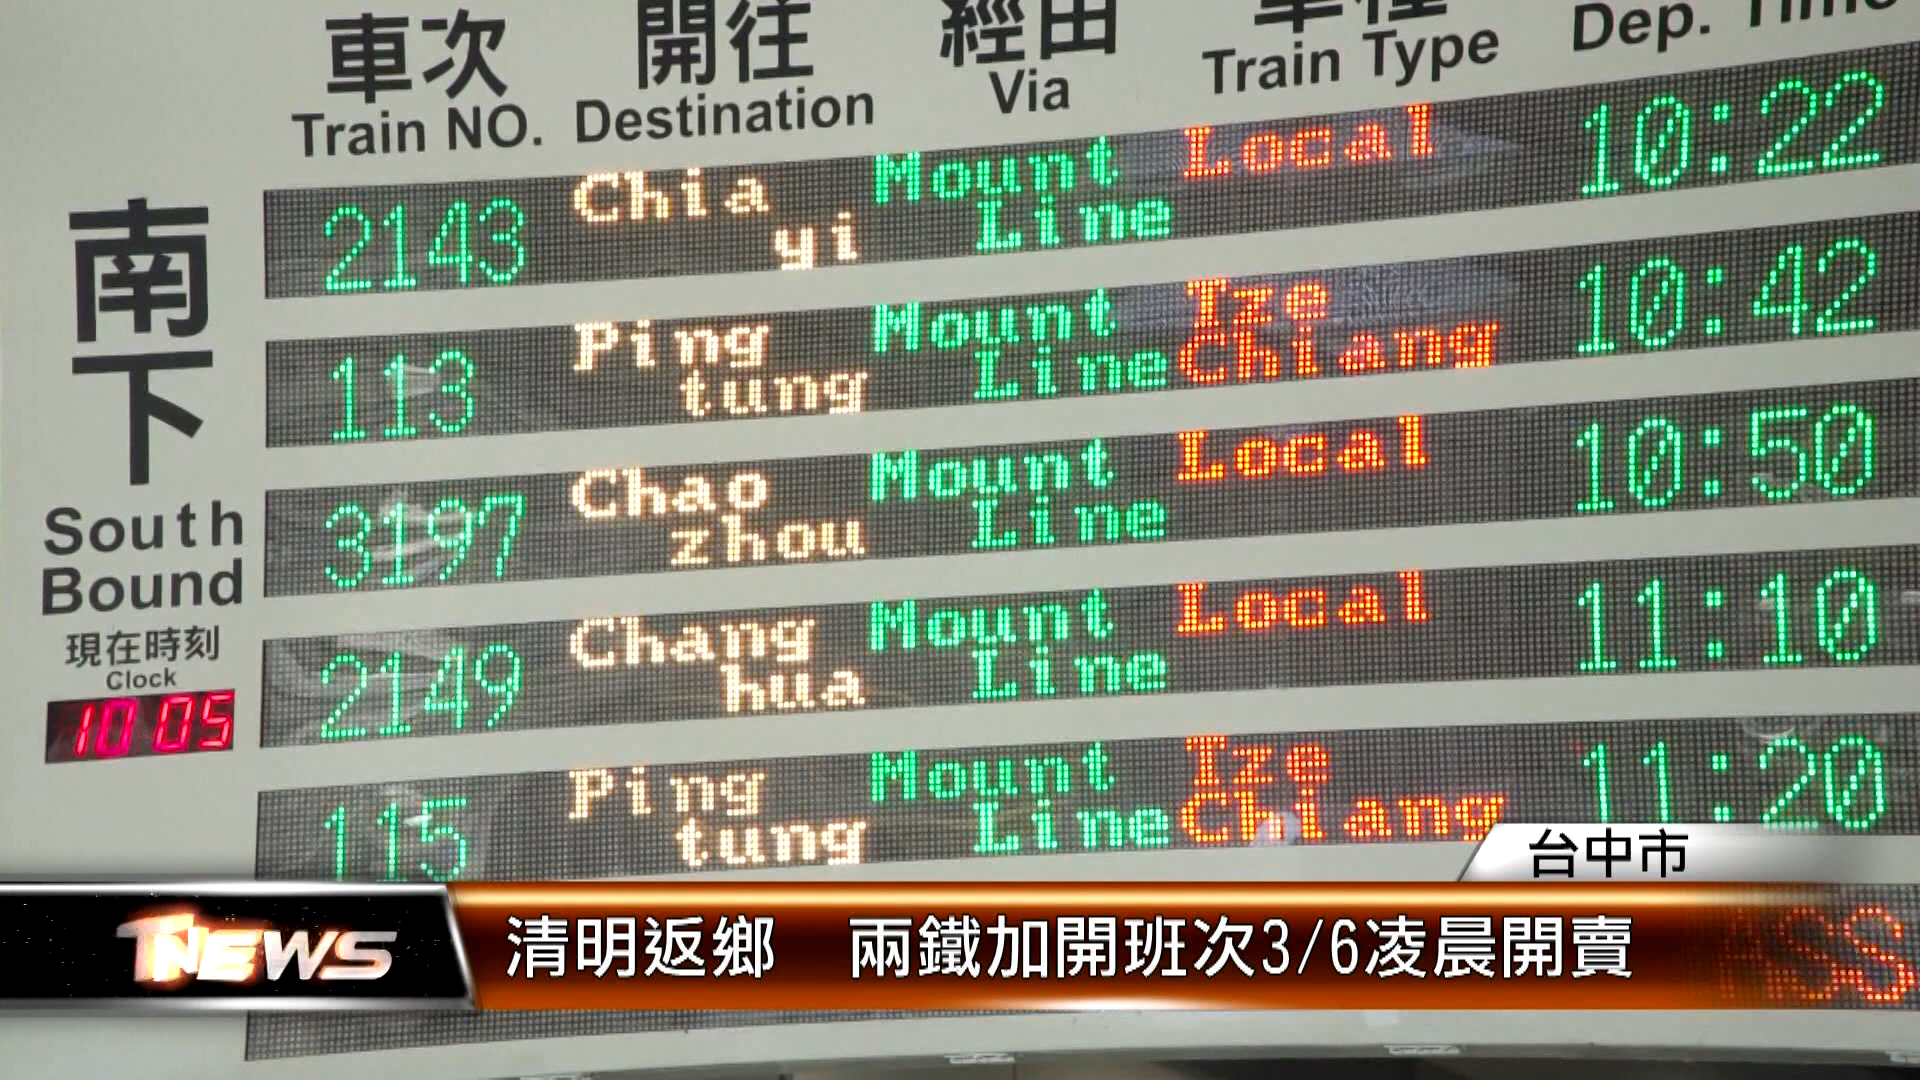 車次 開往 經由 車種
Train NO. Destination Via Train Type Dep. Time
南下
South
Bound
現在時刻
Clock
10 05
2143 Chia yi Mount Line Local 10:22
113 Ping tung Mount Line Tze Chiang 10:42
3197 Chao zhou Mount Line Local 10:50
2149 Chang hua Mount Line Local 11:10
115 Ping tung Mount Line Tze Chiang 11:20
台中市
TNEWS
清明返鄉 兩鐵加開班次3/6凌晨開賣